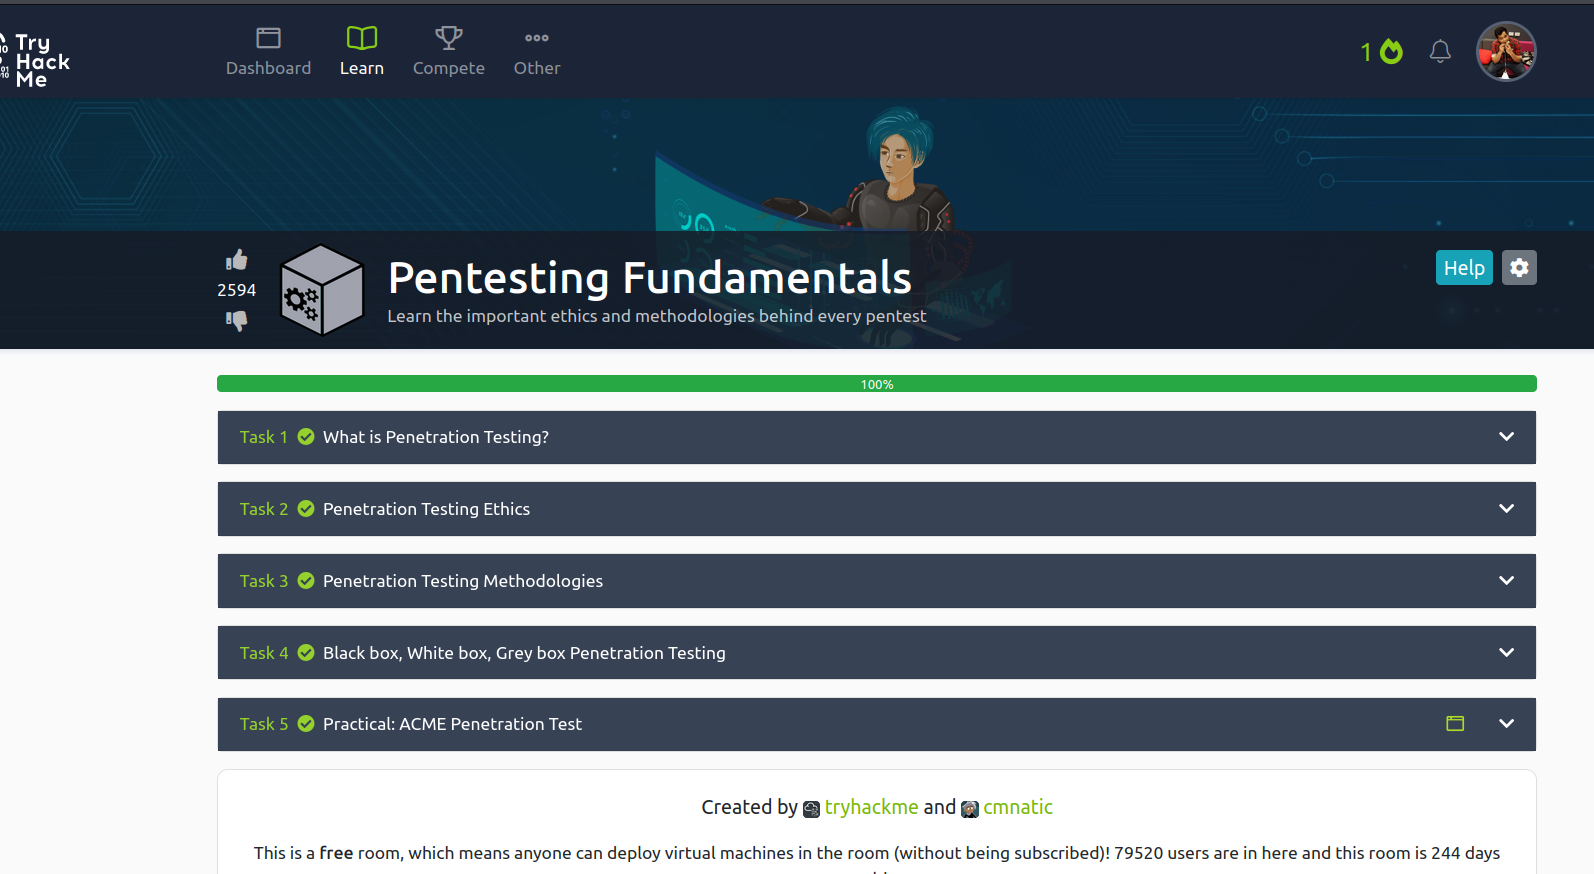 Try
Hack
Me
Dashboard
Learn
Compete
Other
1
2594
Pentesting Fundamentals
Learn the important ethics and methodologies behind every pentest
Help
100%
Task 1 What is Penetration Testing?
Task 2 Penetration Testing Ethics
Task 3 Penetration Testing Methodologies
Task 4 Black box, White box, Grey box Penetration Testing
Task 5 Practical: ACME Penetration Test
Created by tryhackme and cmnatic
This is a free room, which means anyone can deploy virtual machines in the room (without being subscribed)! 79520 users are in here and this room is 244 days